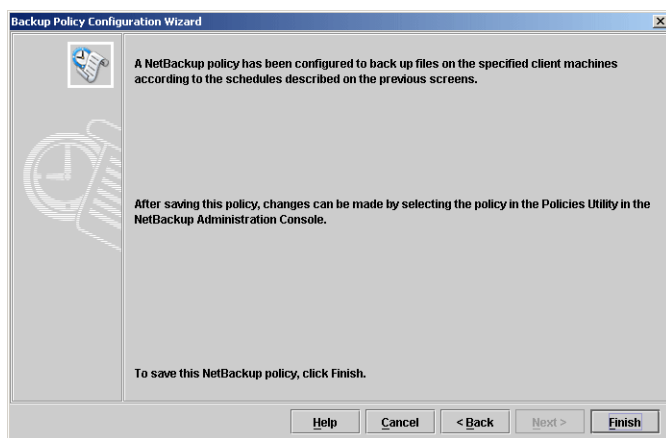 Backup Policy Configuration Wizard
A NetBackup policy has been configured to back up files on the specified client machines
according to the schedules described on the previous screens.
After saving this policy, changes can be made by selecting the policy in the Policies Utility in the
NetBackup Administration Console.
To save this NetBackup policy, click Finish.
Help Cancel < Back Next > Finish